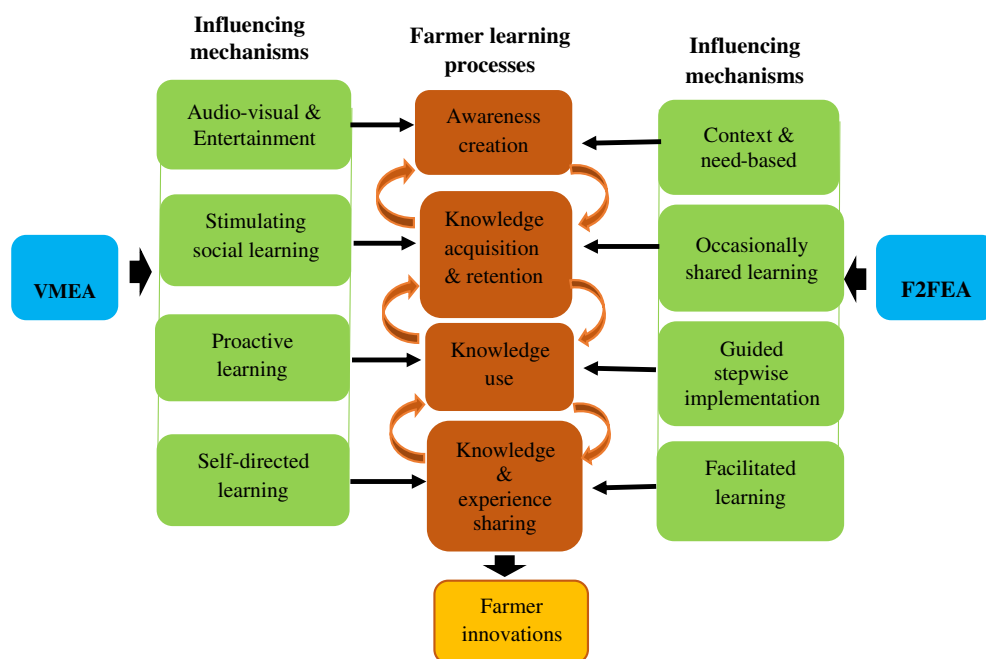 Influencing
mechanisms
Farmer learning
processes
Influencing
mechanisms
Audio-visual &
Entertainment
Awareness
creation
Context &
need-based
Stimulating
social learning
Knowledge
acquisition
& retention
Occasionally
shared learning
VMEA
F2FEA
Proactive
learning
Knowledge
use
Guided
stepwise
implementation
Self-directed
learning
Knowledge
&
experience
sharing
Facilitated
learning
Farmer
innovations